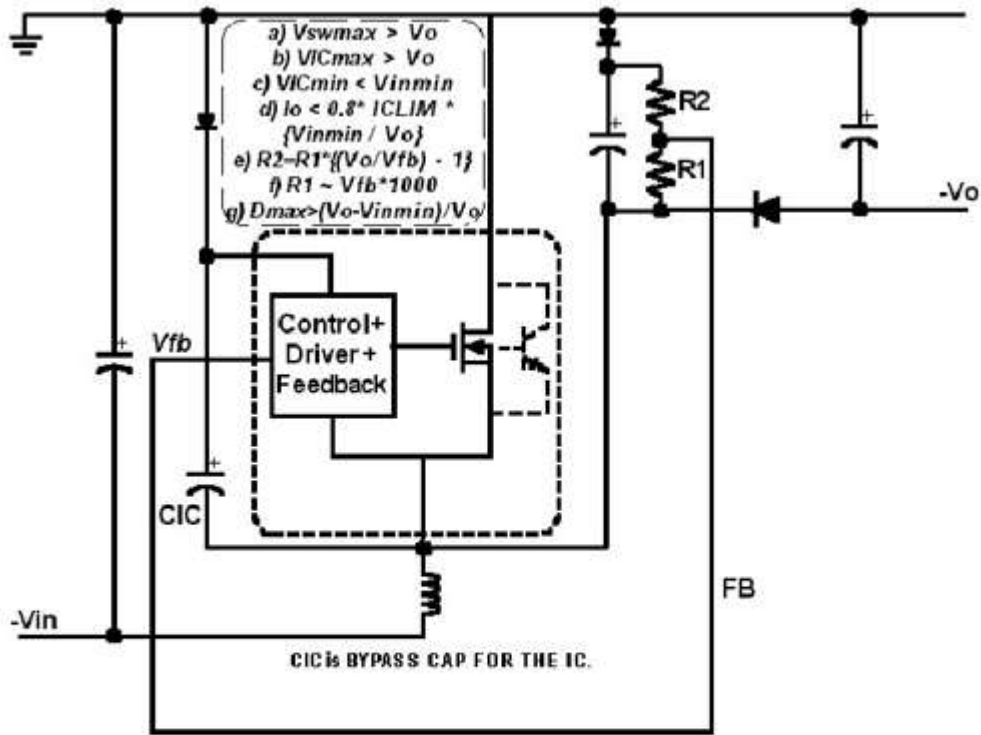 a) Vswmax > Vo
b) VICmax > Vo
c) VICmin < Vinmin
d) Io < 0.8* ICLIM *
{Vinmin / Vo}
e) R2=R1*{(Vo/Vfb) - 1}
f) R1 ~ Vfb*1000
g) Dmax>(Vo-Vinmin)/Vo
R2
R1
-Vo
Vfb
Control+
Driver+
Feedback
CIC
FB
-Vin
CIC is BYPASS CAP FOR THE IC.